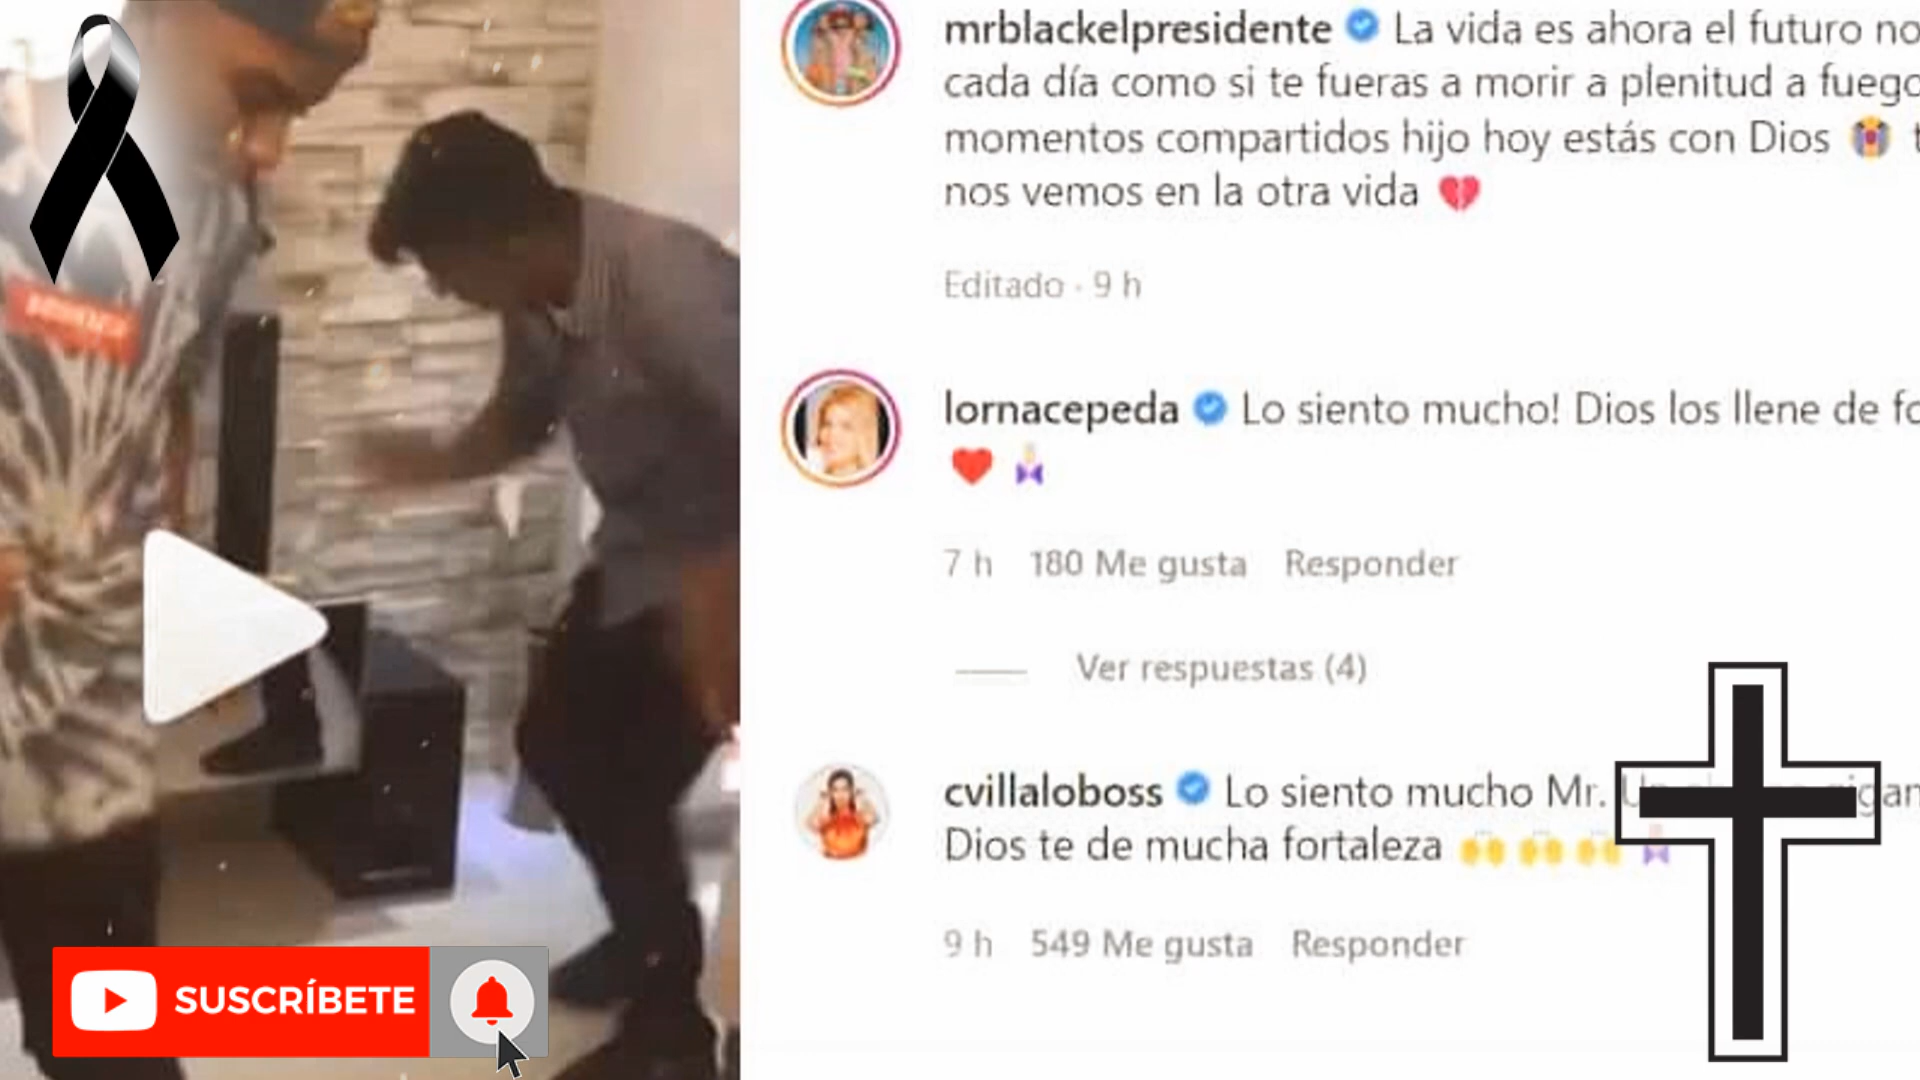 mrblackelpresidente La vida es ahora el futuro no
cada día como si te fueras a morir a plenitud a fuego
momentos compartidos hijo hoy estás con Dios
nos vemos en la otra vida
Editado · 9 h
lornacepeda Lo siento mucho! Dios los llene de fo
7 h 180 Me gusta Responder
Ver respuestas (4)
cvillaloboss Lo siento mucho Mr.
Dios te de mucha fortaleza
9 h 549 Me gusta Responder
SUSCRÍBETE